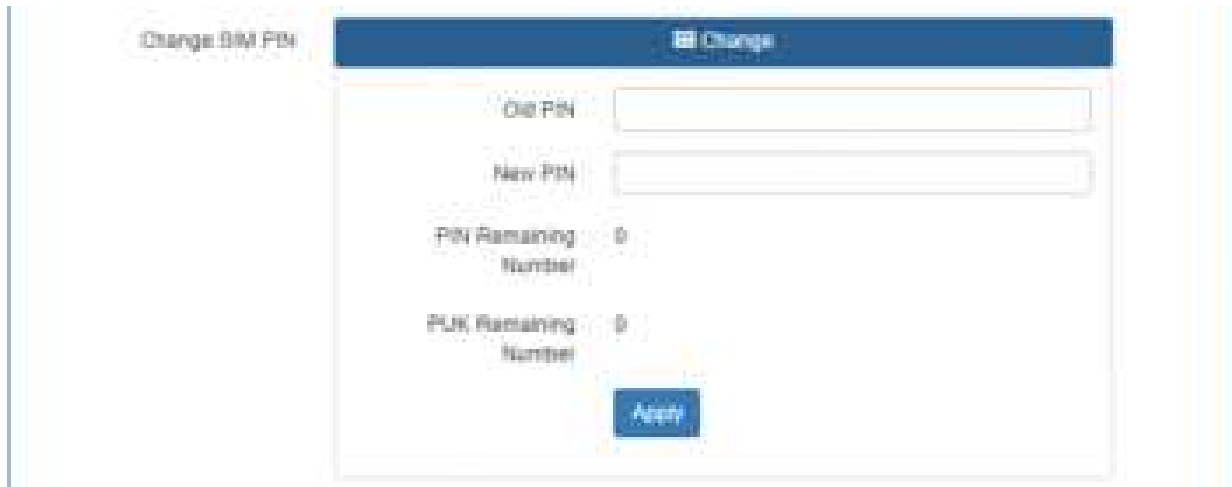 Change SIM PIN
Change
Old PIN
New PIN
PIN Remaining
Number
0
PUK Remaining
Number
0
Apply